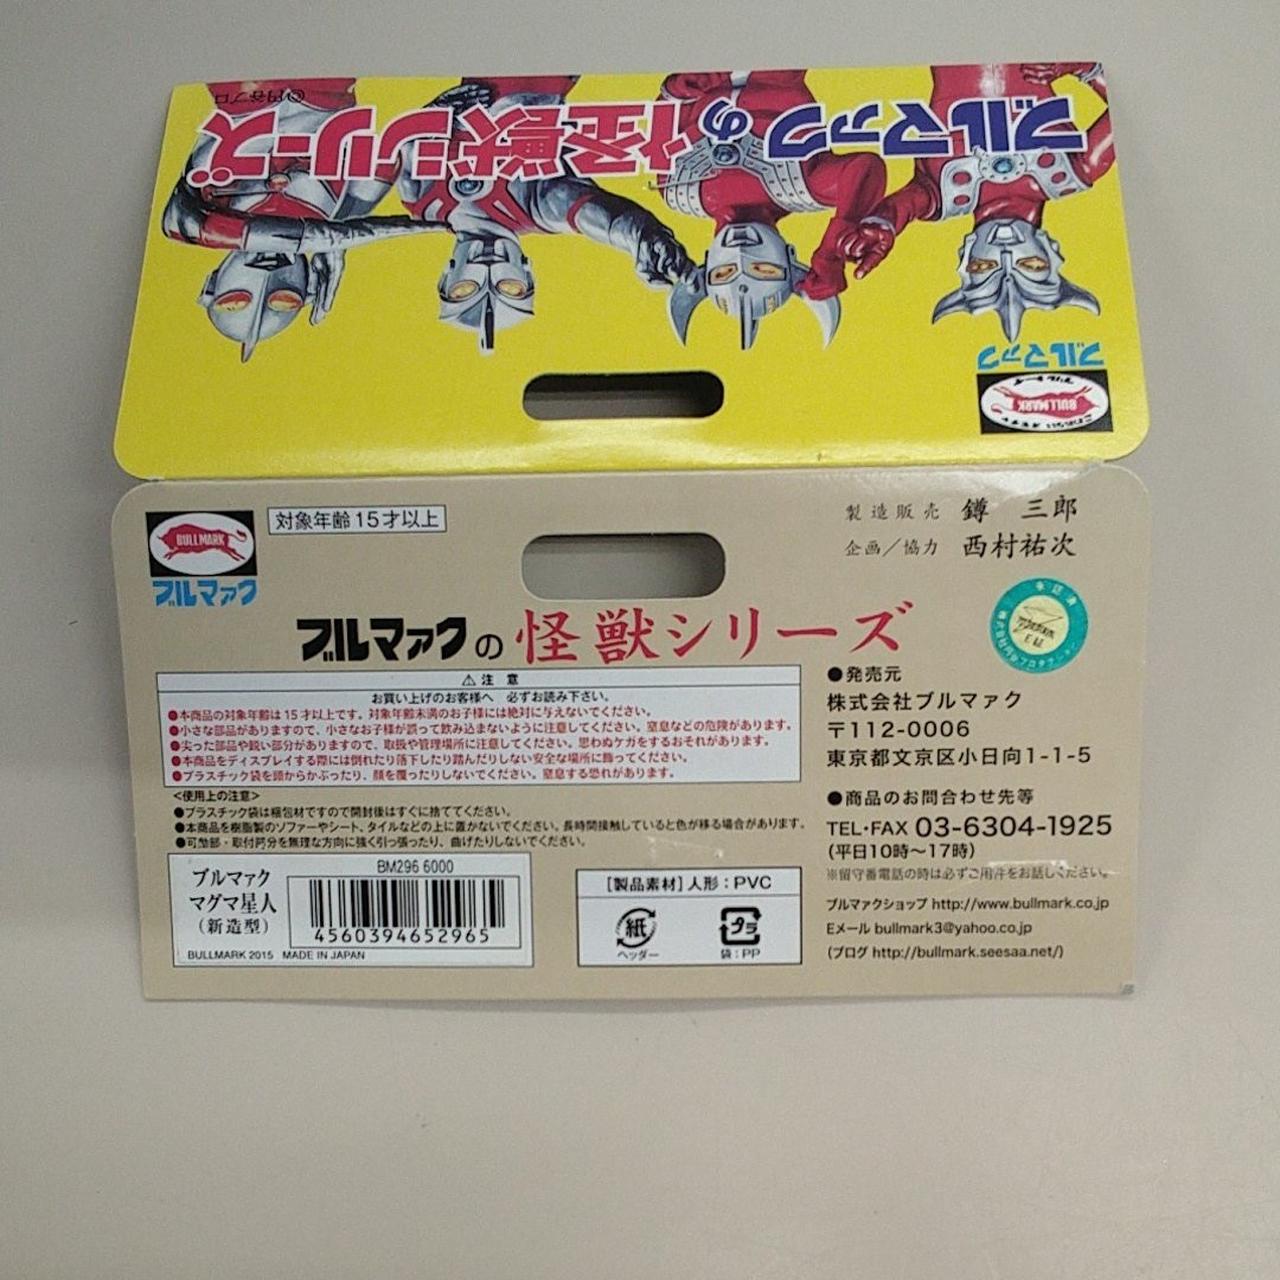 ブルマァクの怪獣シリーズ
©円谷プロ
ブルマァク
BULLMARK
BULLMARK
ブルマァク
対象年齢15才以上
製造販売 鐏 三郎
企画/協力 西村祐次
ブルマァクの怪獣シリーズ
⚠注 意
お買い上げのお客様へ 必ずお読み下さい。
●本商品の対象年齢は15才以上です。対象年齢未満のお子様には絶対に与えないでください。
●小さな部品がありますので、小さなお子様が誤って飲み込まないように注意してください。窒息などの危険があります。
●尖った部品や鋭い部分がありますので、取扱や管理場所に注意してください。思わぬケガをするおそれがあります。
●本商品をディスプレイする際には倒れたり落下したり踏んだりしない安全な場所に飾ってください。
●プラスチック袋を頭からかぶったり、顔を覆ったりしないでください。窒息する恐れがあります。
<使用上の注意>
●プラスチック袋は梱包材ですので開封後はすぐに捨ててください。
●本商品を樹脂製のソファーやシート、タイルなどの上に置かないでください。長時間接触していると色が移る場合があります。
●可動部・取付部分を無理な方向に強く引っ張ったり、曲げたりしないでください。
●発売元
株式会社ブルマァク
〒112-0006
東京都文京区小日向1-1-5
●商品のお問合わせ先等
TEL・FAX 03-6304-1925
(平日10時〜17時)
※留守番電話の時は必ずご用件をお話しください。
ブルマァクショップ http://www.bullmark.co.jp
Eメール bullmark3@yahoo.co.jp
(ブログ http://bullmark.seesaa.net/)
ブルマァク
マグマ星人
(新造型)
BM296 6000
4560394652965
BULLMARK 2015 MADE IN JAPAN
[製品素材] 人形:PVC
紙
ヘッダー
プラ
袋:PP